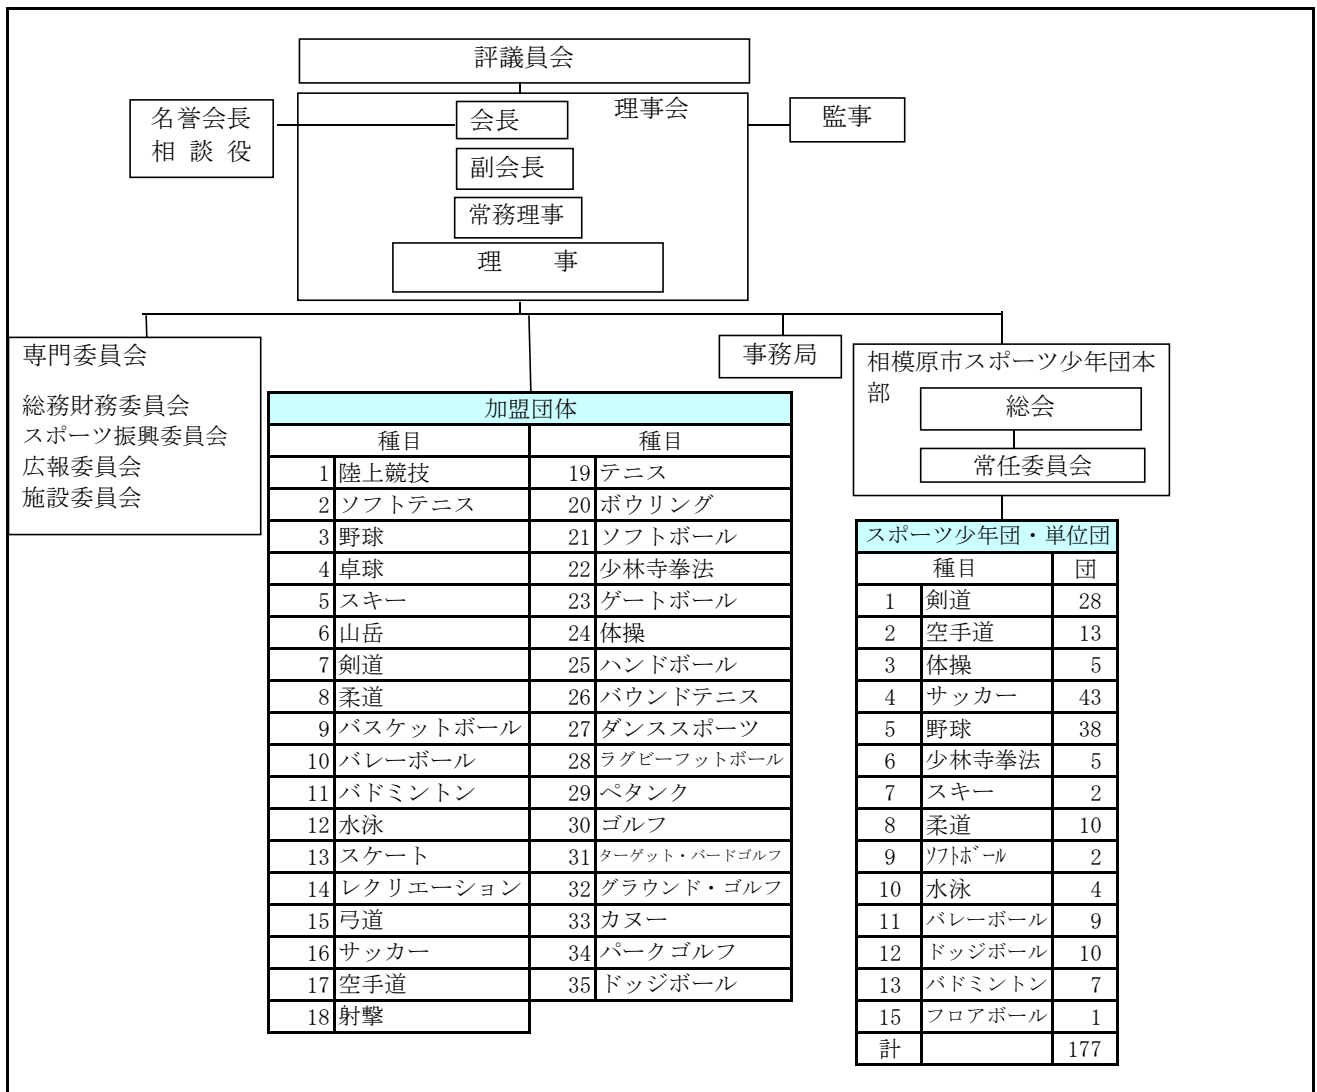 評議員会
名誉会長
相 談 役
会長
理事会
監事
副会長
常務理事
理 事
専門委員会
総務財務委員会
スポーツ振興委員会
広報委員会
施設委員会
事務局
相模原市スポーツ少年団本
部
総会
常任委員会
加盟団体
種目 種目
1 陸上競技 19 テニス
2 ソフトテニス 20 ボウリング
3 野球 21 ソフトボール
4 卓球 22 少林寺拳法
5 スキー 23 ゲートボール
6 山岳 24 体操
7 剣道 25 ハンドボール
8 柔道 26 バウンドテニス
9 バスケットボール 27 ダンススポーツ
10 バレーボール 28 ラグビーフットボール
11 バドミントン 29 ペタンク
12 水泳 30 ゴルフ
13 スケート 31 ターゲット・バードゴルフ
14 レクリエーション 32 グラウンド・ゴルフ
15 弓道 33 カヌー
16 サッカー 34 パークゴルフ
17 空手道 35 ドッジボール
18 射撃
スポーツ少年団・単位団
種目 団
1 剣道 28
2 空手道 13
3 体操 5
4 サッカー 43
5 野球 38
6 少林寺拳法 5
7 スキー 2
8 柔道 10
9 ｿﾌﾄﾎﾞｰﾙ 2
10 水泳 4
11 バレーボール 9
12 ドッジボール 10
13 バドミントン 7
15 フロアボール 1
計 177